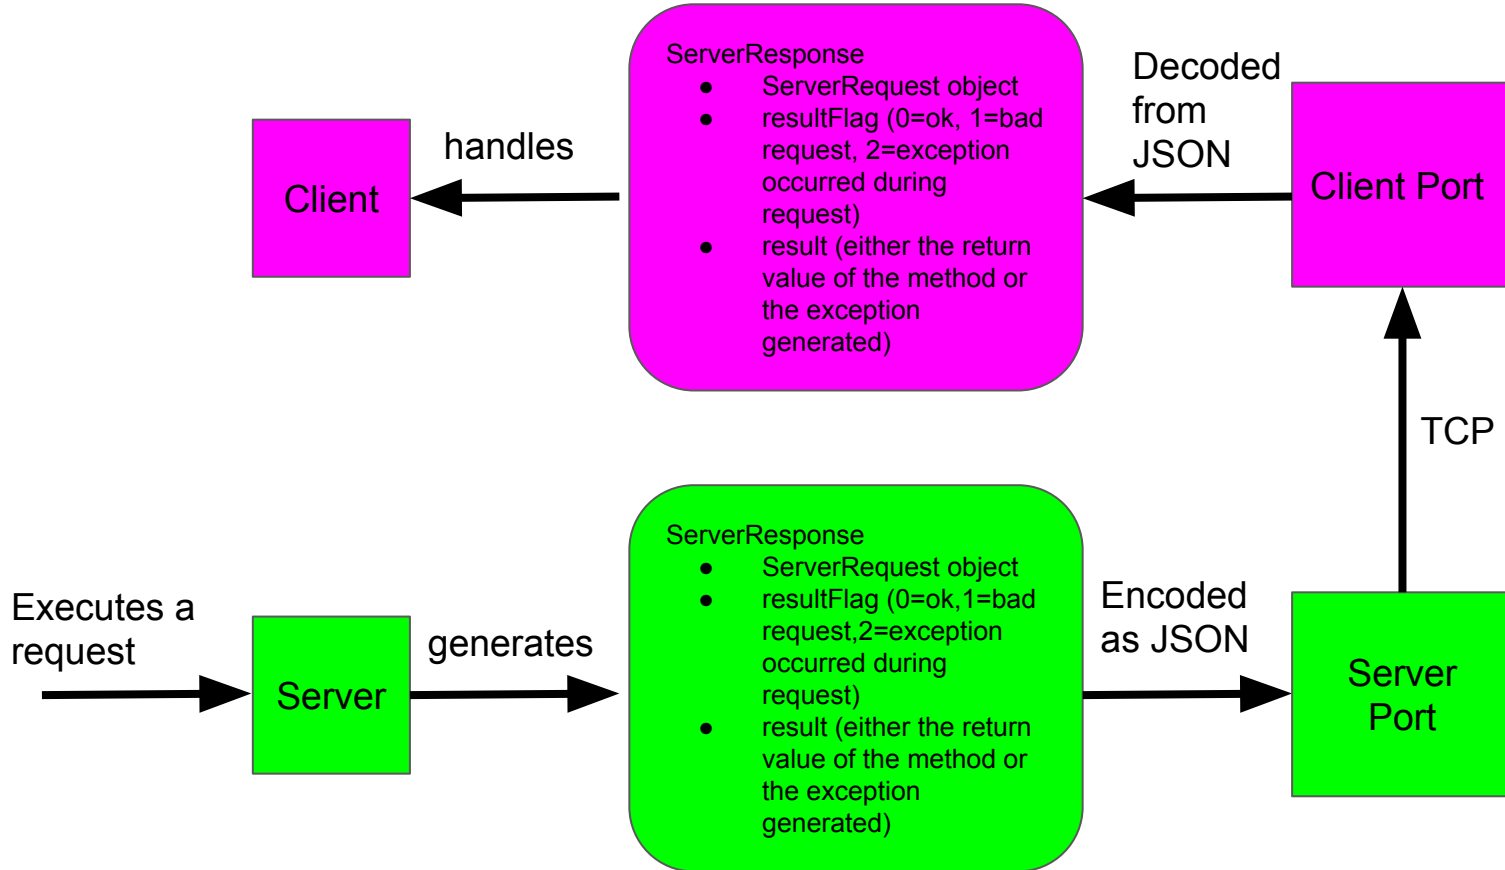 Client
handles
ServerResponse
● ServerRequest object
● resultFlag (0=ok, 1=bad
request, 2=exception
occurred during
request)
● result (either the return
value of the method or
the exception
generated)
Decoded
from
JSON
Client Port
TCP
Executes a
request
Server
generates
ServerResponse
● ServerRequest object
● resultFlag (0=ok,1=bad
request,2=exception
occurred during
request)
● result (either the return
value of the method or
the exception
generated)
Encoded
as JSON
Server
Port